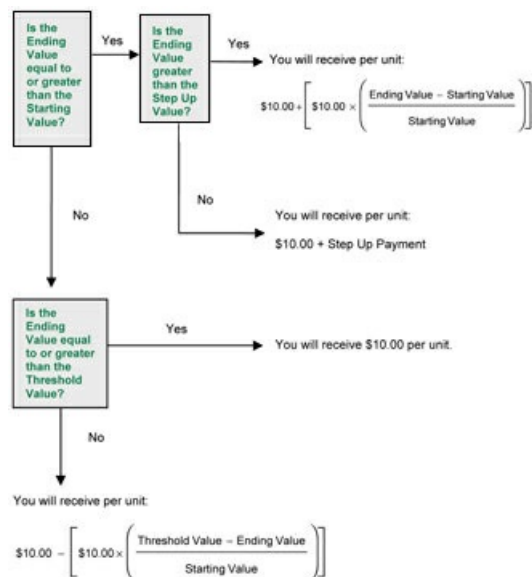 Is the
Ending
Value
equal to
or greater
than the
Starting
Value?
Yes
Is the
Ending
Value
greater
than the
Step Up
Value?
Yes
You will receive per unit:
$10.00 + [ $10.00 × ( Ending Value – Starting Value
Starting Value ) ]
No
No
You will receive per unit:
$10.00 + Step Up Payment
Is the
Ending
Value equal
to or greater
than the
Threshold
Value?
Yes
You will receive $10.00 per unit.
No
You will receive per unit:
$10.00 – [ $10.00 × ( Threshold Value – Ending Value
Starting Value ) ]